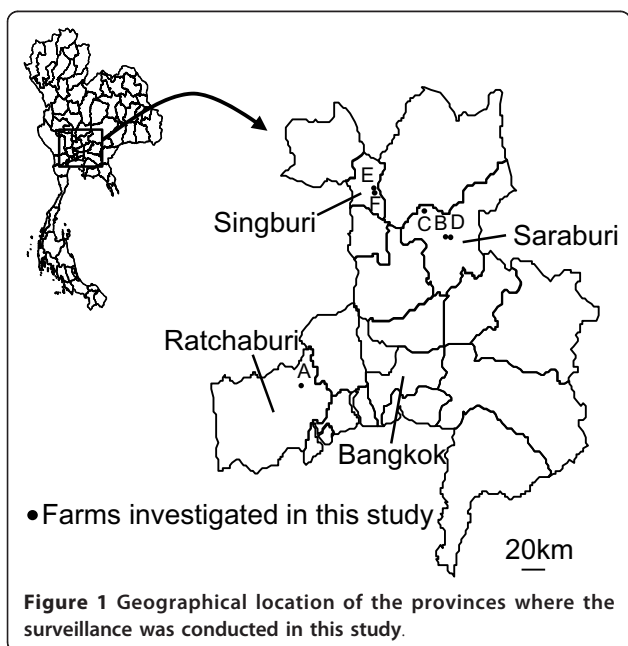 E
F
Singburi
C B D
Saraburi
Ratchaburi
A
Bangkok
•Farms investigated in this study
20km
Figure 1 Geographical location of the provinces where the
surveillance was conducted in this study.